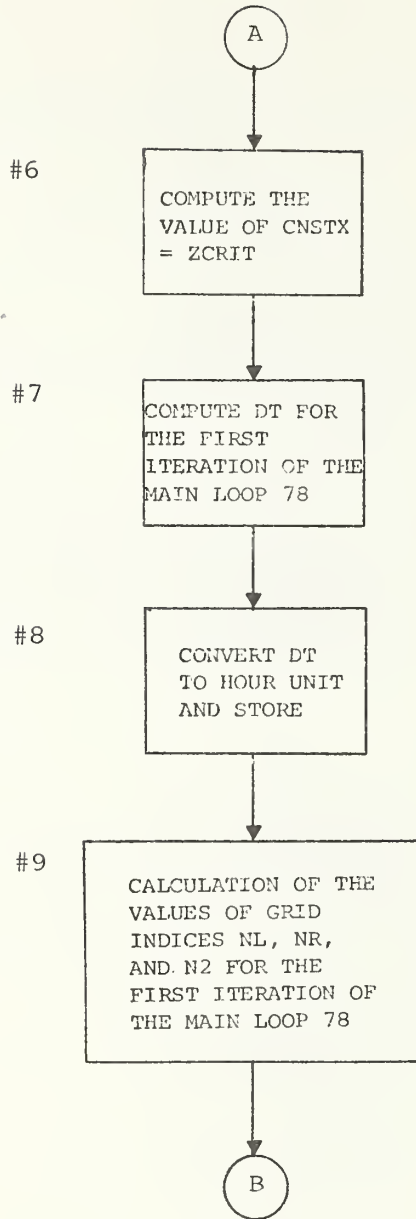 A
#6
COMPUTE THE
VALUE OF CNSTX
= ZCRIT
#7
COMPUTE DT FOR
THE FIRST
ITERATION OF THE
MAIN LOOP 78
#8
CONVERT DT
TO HOUR UNIT
AND STORE
#9
CALCULATION OF THE
VALUES OF GRID
INDICES NL, NR,
AND N2 FOR THE
FIRST ITERATION OF
THE MAIN LOOP 78
B